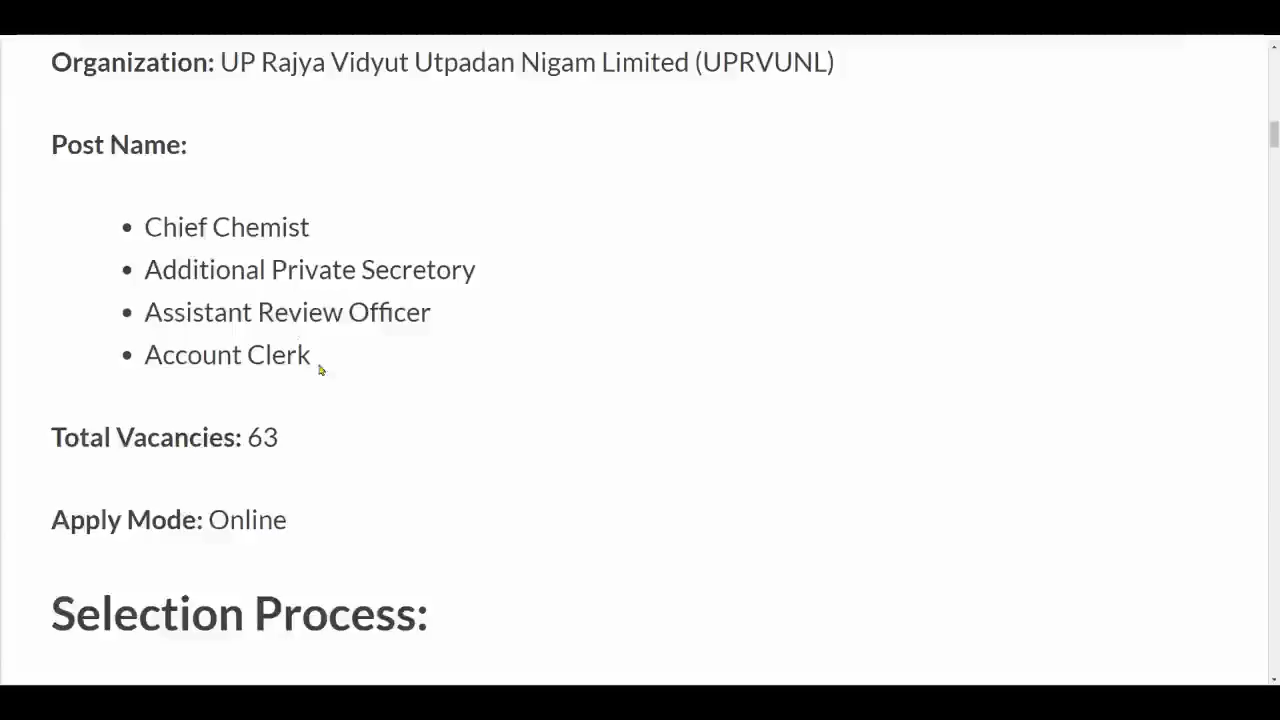 Organization: UP Rajya Vidyut Utpadan Nigam Limited (UPRVUNL)
Post Name:
• Chief Chemist
• Additional Private Secretory
• Assistant Review Officer
• Account Clerk
Total Vacancies: 63
Apply Mode: Online
Selection Process: